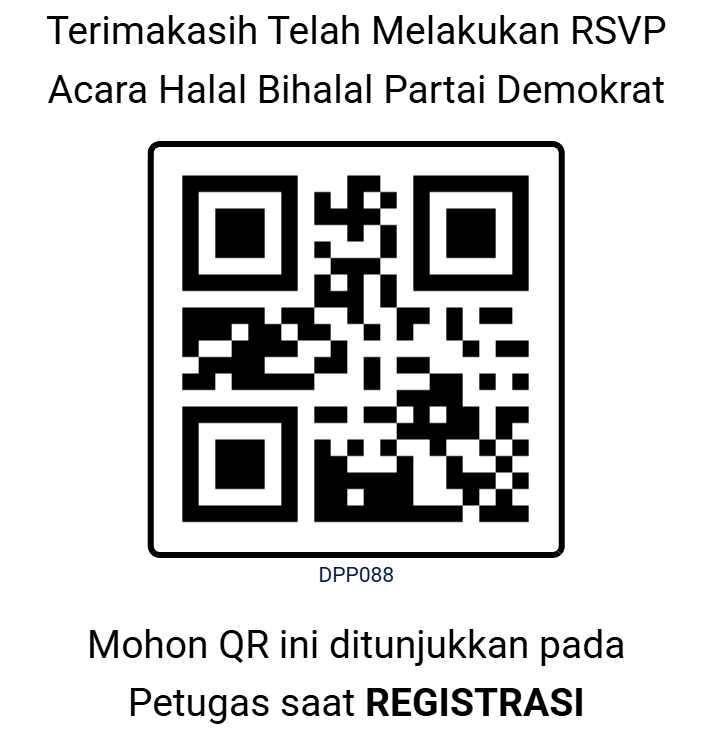 Terimakasih Telah Melakukan RSVP
Acara Halal Bihalal Partai Demokrat
DPP088
Mohon QR ini ditunjukkan pada
Petugas saat REGISTRASI